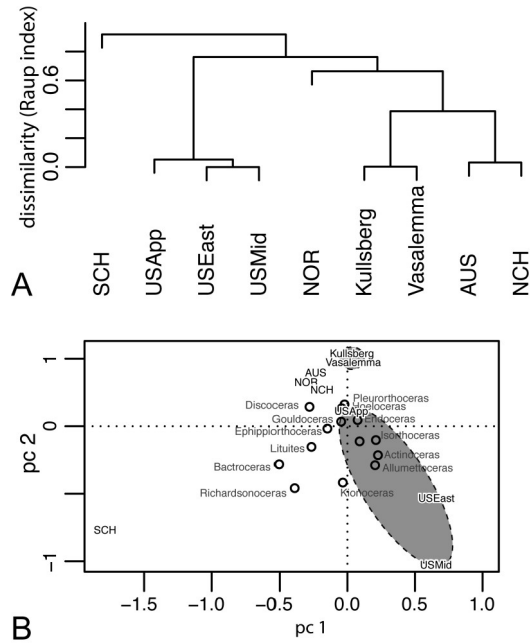 A
dissimilarity (Raup index)
0.6
0.0
SCH
USApp
USEast
USMid
NOR
Kullsberg
Vasalemma
AUS
NCH
B
pc 2
1
0
−1
Kullsberg
Vasalemma
AUS
NOR
NCH
Pleurorthoceras
Discoceras
USApp
Gouldoceras
Endoceras
Ephippiorthoceras
Isorthoceras
Lituites
Actinoceras
Bactroceras
Allumettoceras
Richardsonoceras
Kionoceras
USEast
SCH
USMid
−1.5
−1.0
−0.5
0.0
0.5
1.0
pc 1